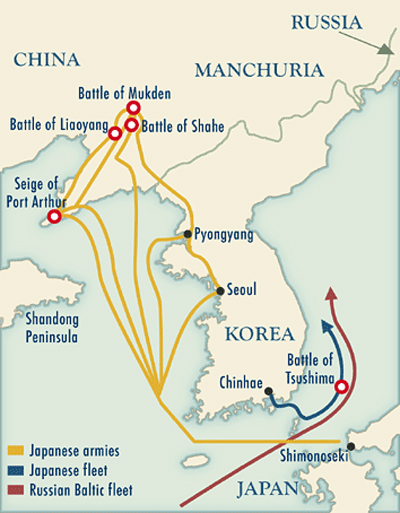 RUSSIA
CHINA
MANCHURIA
Battle of Mukden
Battle of Liaoyang
Battle of Shahe
Seige of
Port Arthur
Pyongyang
Seoul
Shandong
Peninsula
KOREA
Battle of
Tsushima
Chinhae
Shimonoseki
Japanese armies
Japanese fleet
Russian Baltic fleet
JAPAN